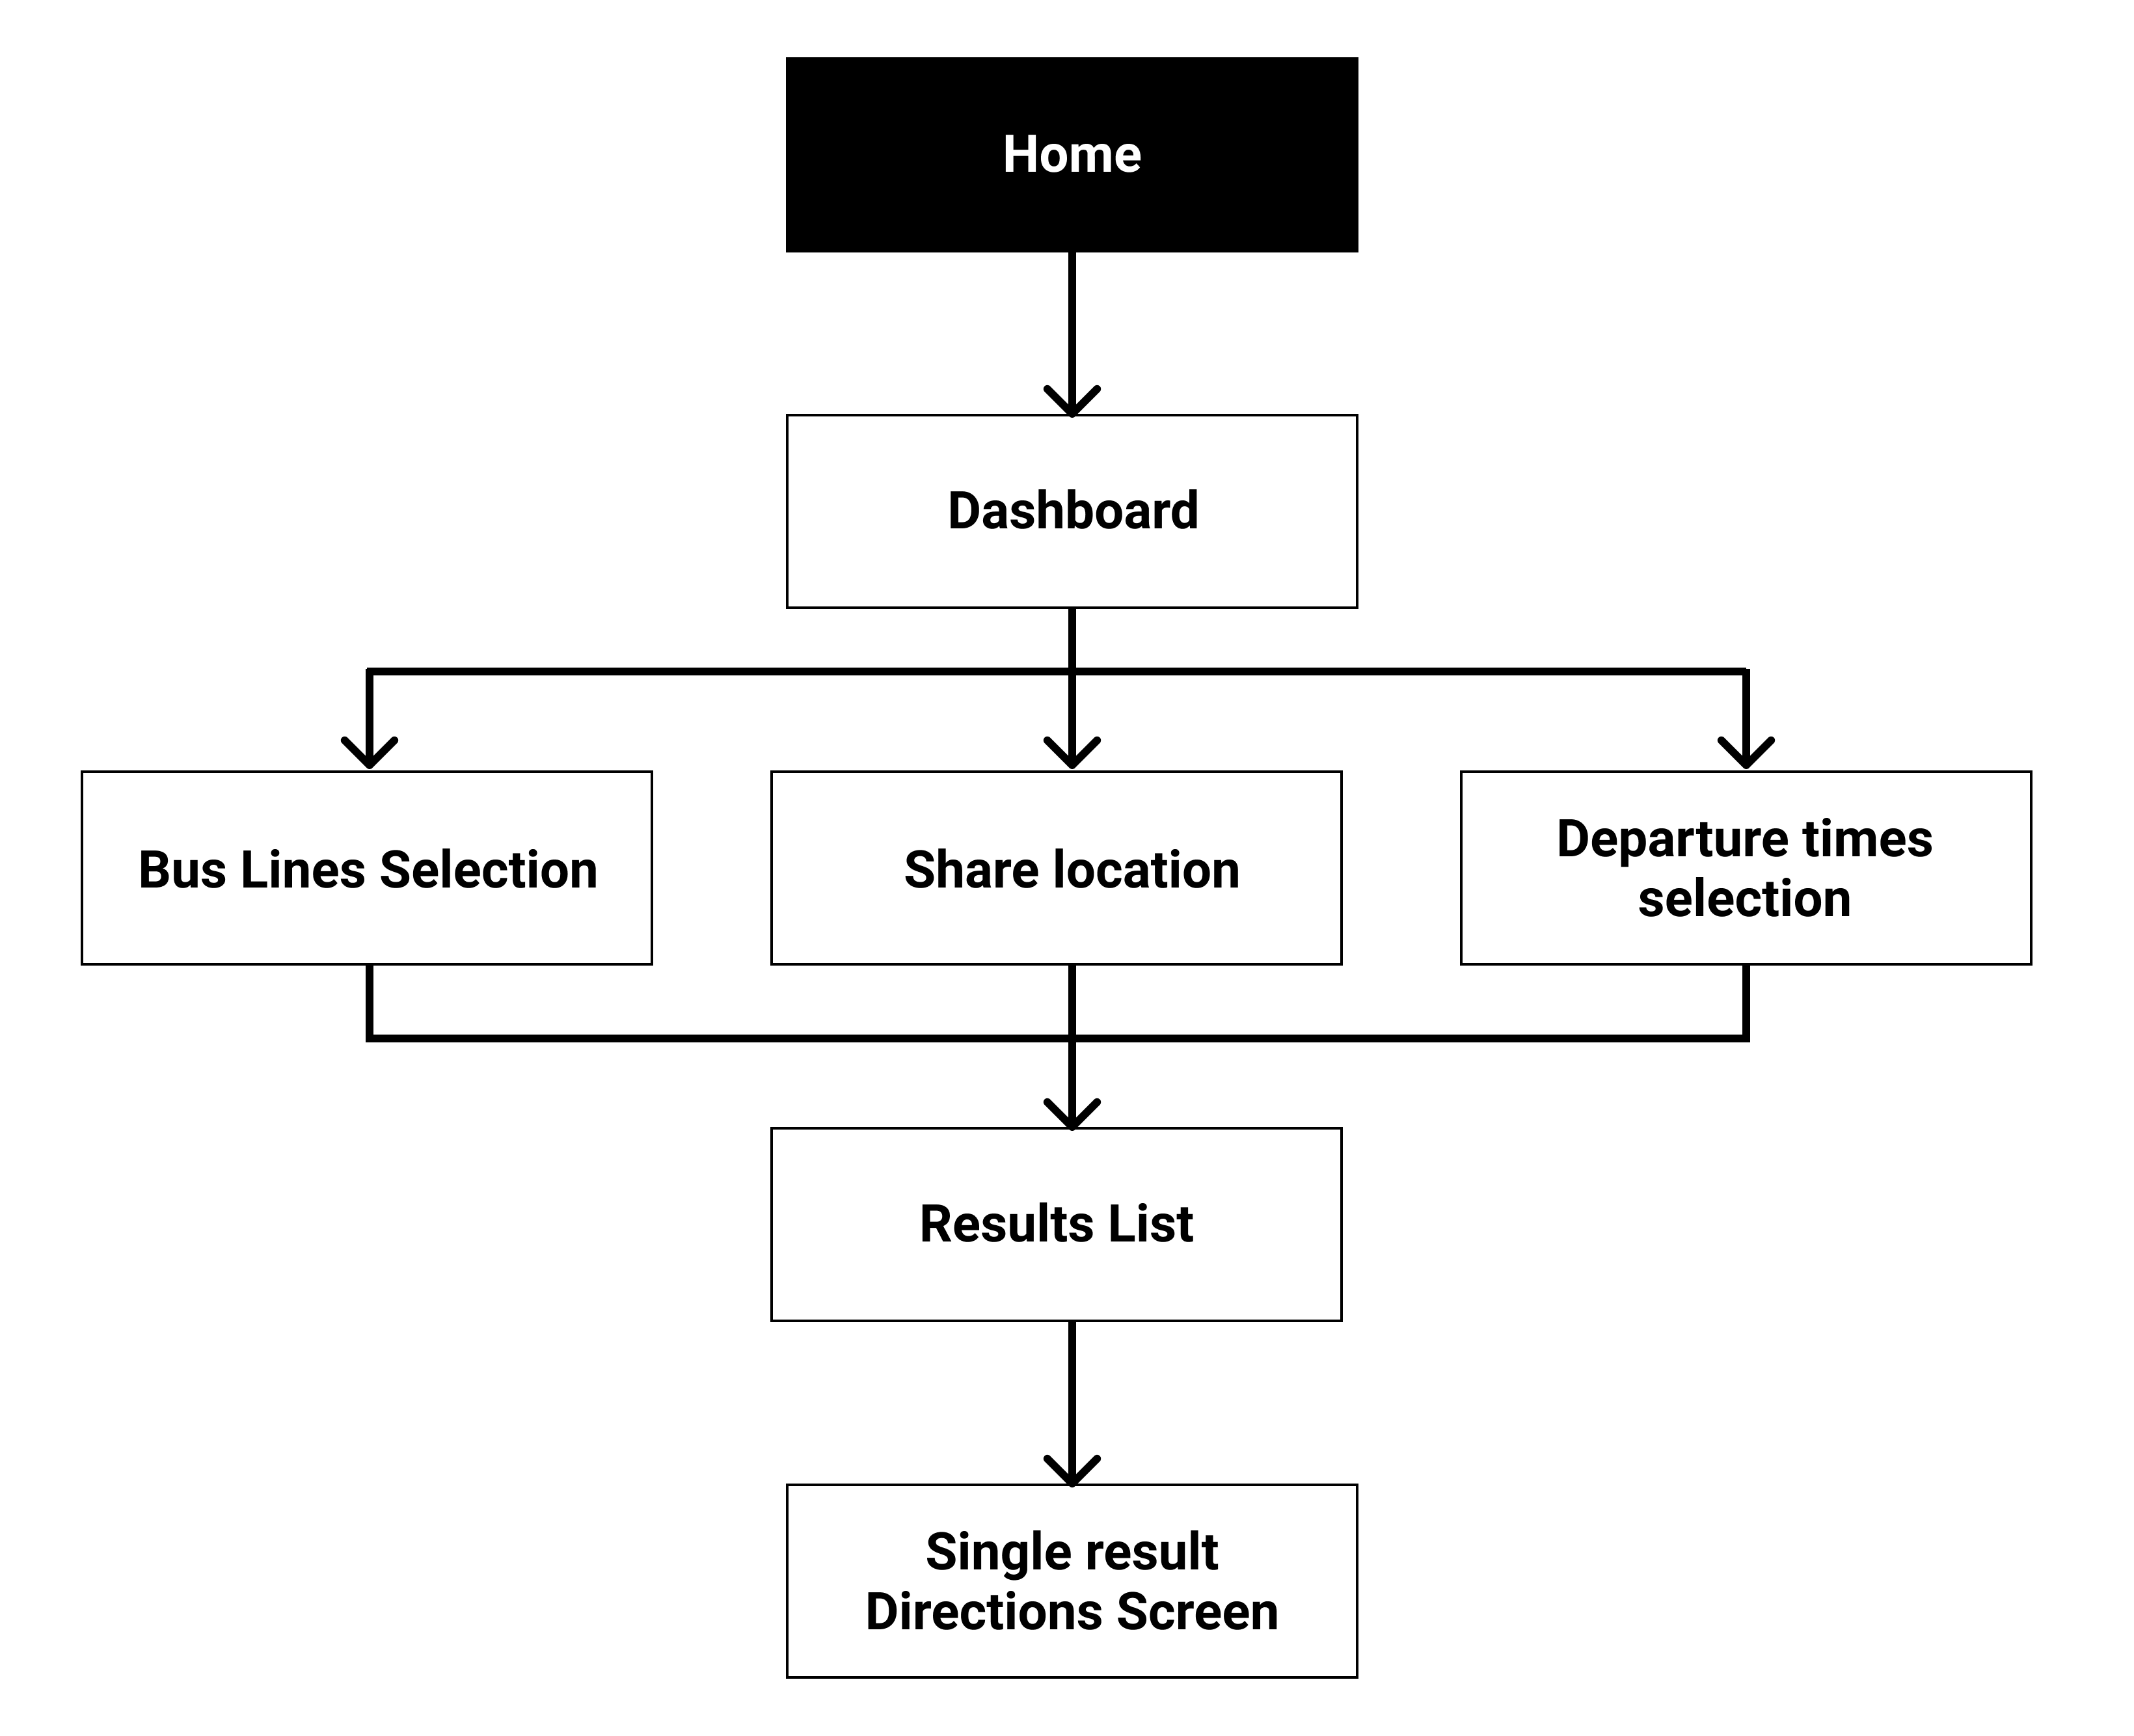 Home
Dashboard
Bus Lines Selection
Share location
Departure times
selection
Results List
Single result
Directions Screen